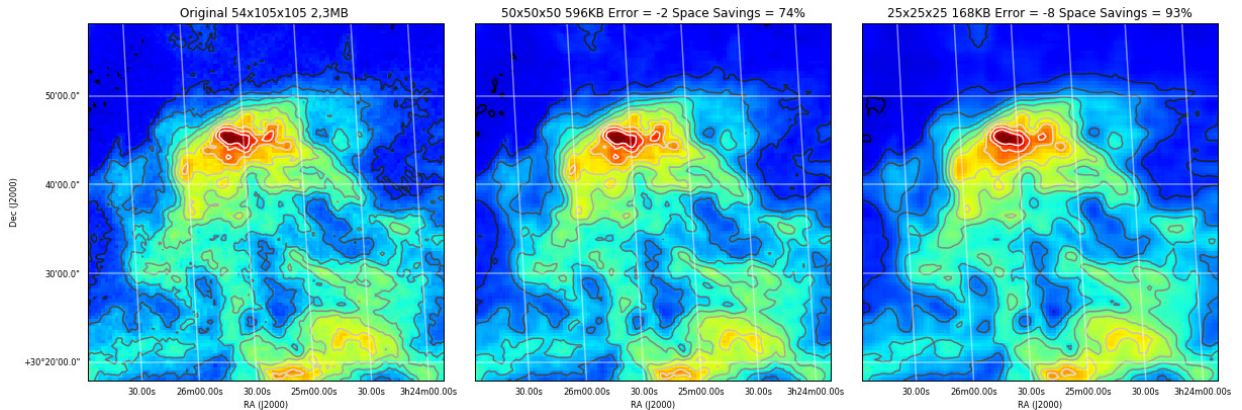 Original 54x105x105 2,3MB
50x50x50 596KB Error = -2 Space Savings = 74%
25x25x25 168KB Error = -8 Space Savings = 93%
50'00.0"
40'00.0"
30'00.0"
+30°20'00.0"
Dec (J2000)
30.00s 26m00.00s 30.00s 25m00.00s 30.00s 3h24m00.00s
30.00s 26m00.00s 30.00s 25m00.00s 30.00s 3h24m00.00s
30.00s 26m00.00s 30.00s 25m00.00s 30.00s 3h24m00.00s
RA (J2000)
RA (J2000)
RA (J2000)